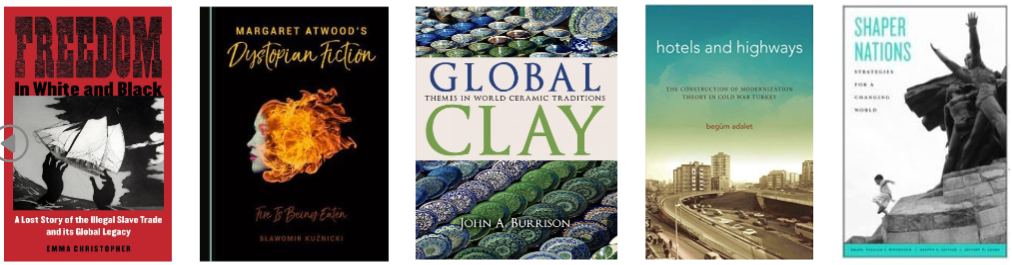 FREEDOM
In White and Black
A Lost Story of the Illegal Slave Trade
and its Global Legacy
EMMA CHRISTOPHER
MARGARET ATWOOD'S
Dystopian Fiction
Fire Is Being Eaten
SŁAWOMIR KUŹNICKI
GLOBAL
THEMES IN WORLD CERAMIC TRADITIONS
CLAY
JOHN A. BURRISON
hotels and highways
THE CONSTRUCTION OF MODERNIZATION
THEORY IN COLD WAR TURKEY
begüm adalet
SHAPER
NATIONS
STRATEGIES
FOR A
CHANGING
WORLD